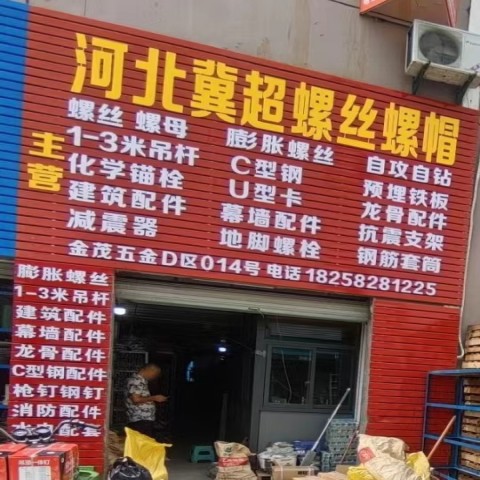 河北冀超螺丝螺帽
主营
螺丝 螺母
1-3米吊杆
化学锚栓
建筑配件
减震器
膨胀螺丝
C型钢
U型卡
幕墙配件
地脚螺栓
自攻自钻
预埋铁板
龙骨配件
抗震支架
钢筋套筒
金茂五金D区014号 电话 18258281225
膨胀螺丝
1-3米吊杆
建筑配件
幕墙配件
龙骨配件
C型钢配件
枪钉钢钉
消防配件
水电配套